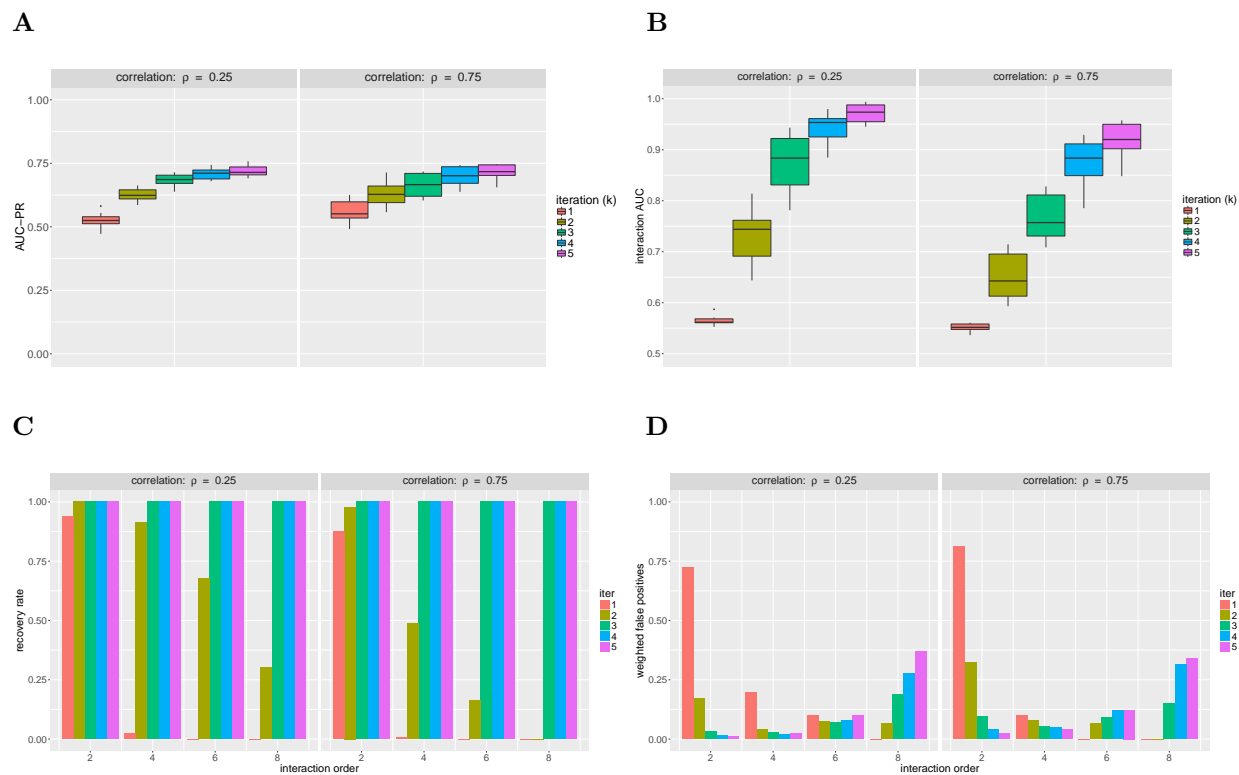 A
correlation: ρ = 0.25
correlation: ρ = 0.75
1.00
0.75
0.50
0.25
0.00
AUC−PR
iteration (k)
1
2
3
4
5
B
correlation: ρ = 0.25
correlation: ρ = 0.75
1.0
0.9
0.8
0.7
0.6
0.5
interaction AUC
iteration (k)
1
2
3
4
5
C
correlation: ρ = 0.25
correlation: ρ = 0.75
1.00
0.75
0.50
0.25
0.00
recovery rate
2 4 6 8 2 4 6 8
interaction order
iter
1
2
3
4
5
D
correlation: ρ = 0.25
correlation: ρ = 0.75
1.00
0.75
0.50
0.25
0.00
weighted false positives
2 4 6 8 2 4 6 8
interaction order
iter
1
2
3
4
5